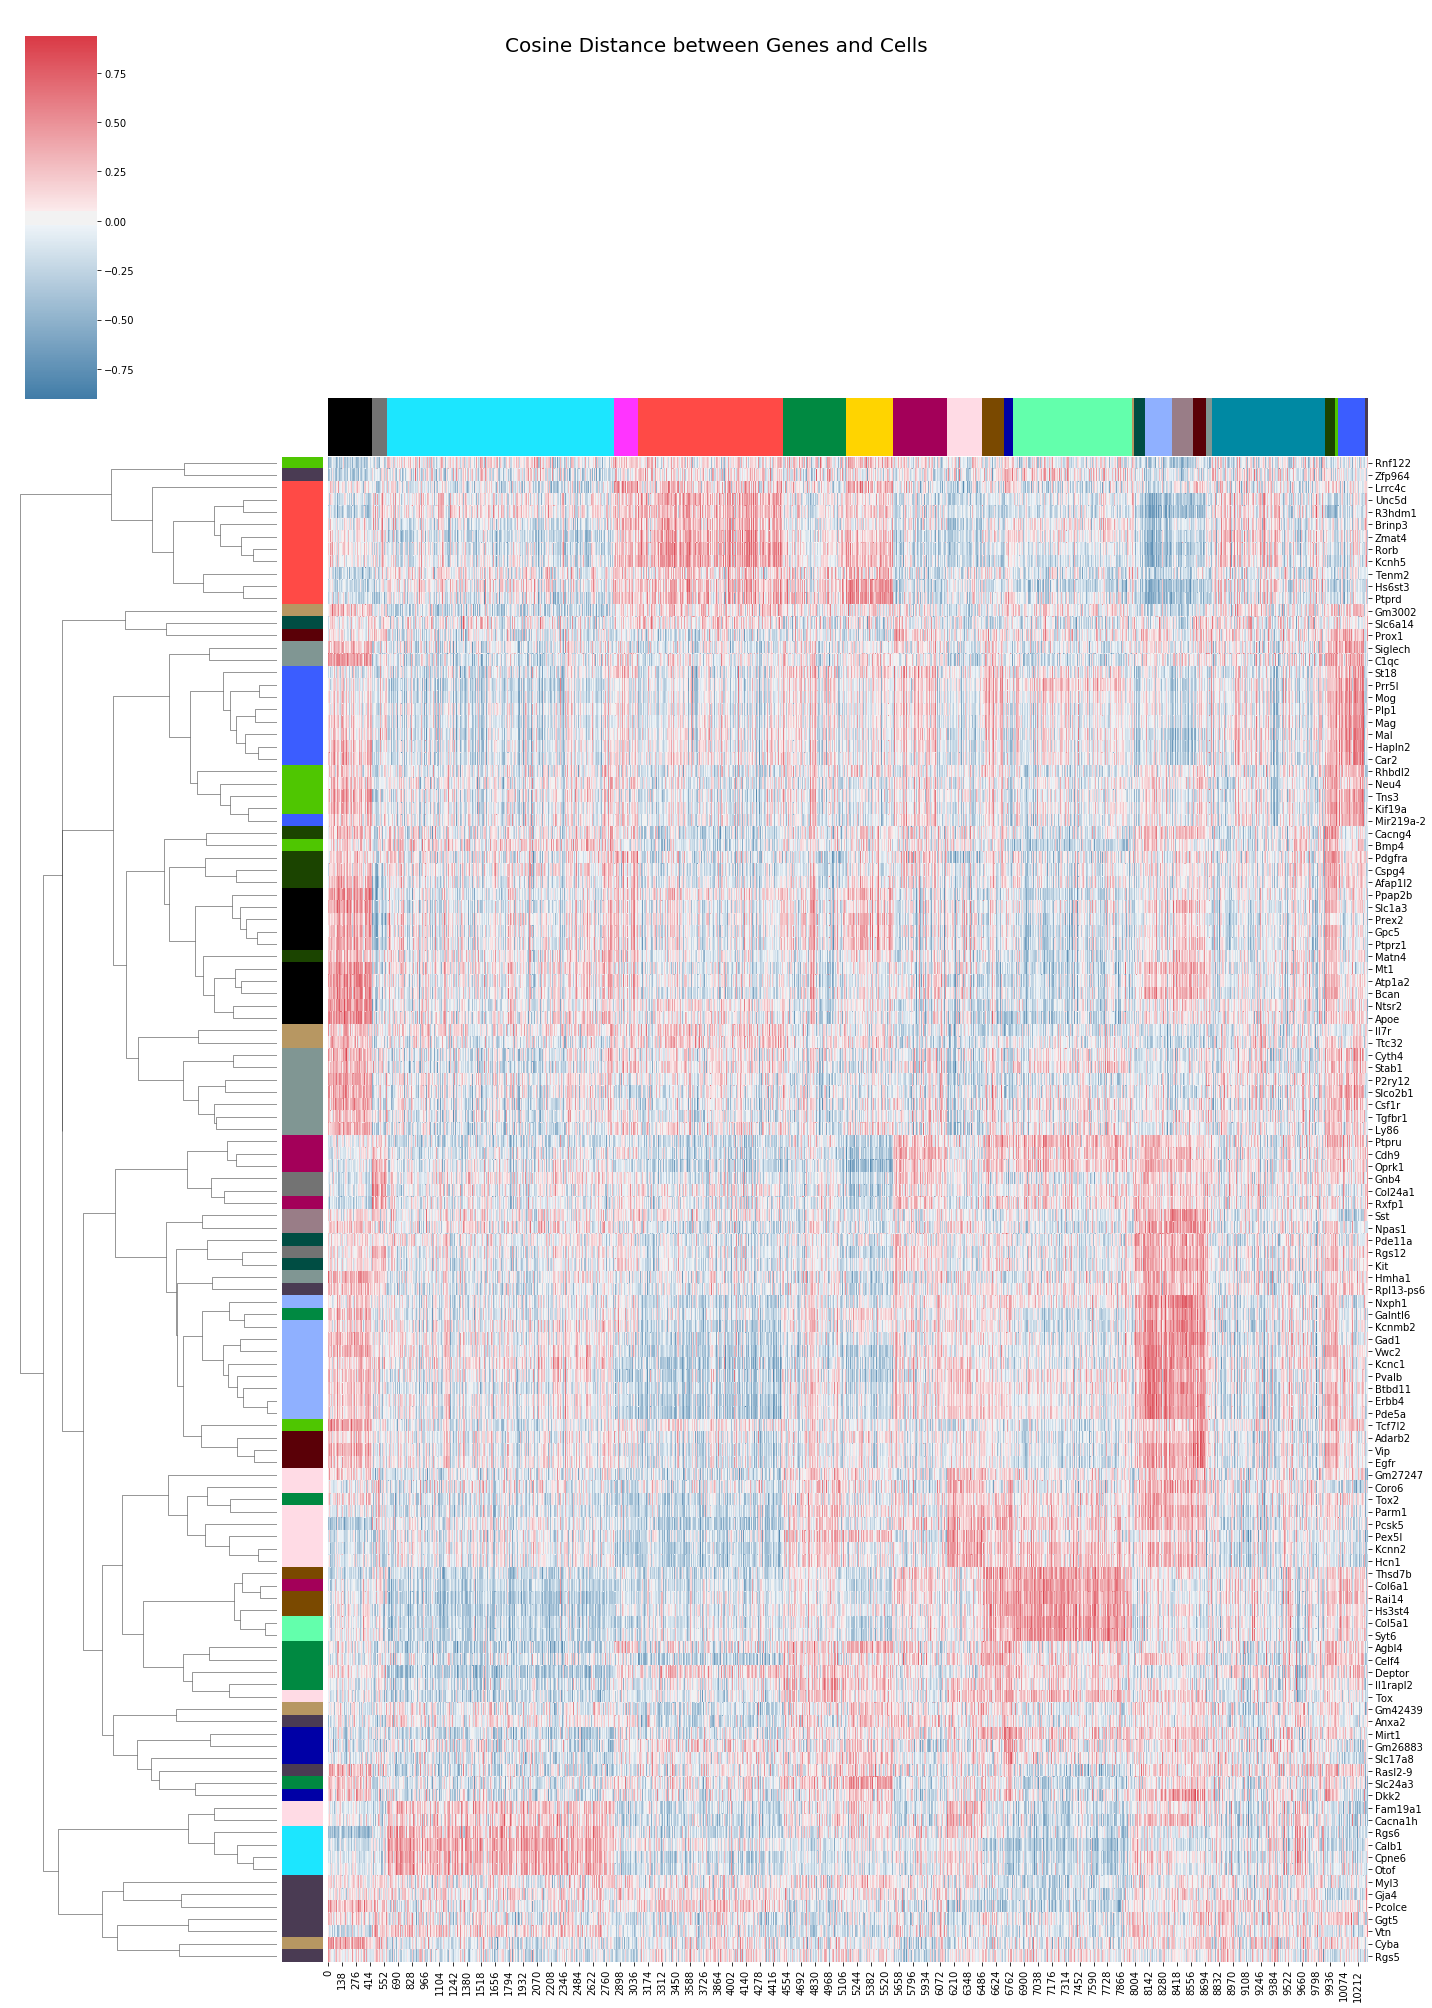 Cosine Distance between Genes and Cells
0.75
0.50
0.25
0.00
−0.25
−0.50
−0.75
Rnf122
Zfp964
Lrrc4c
Unc5d
R3hdm1
Brinp3
Zmat4
Rorb
Kcnh5
Tenm2
Hs6st3
Ptprd
Gm3002
Slc6a14
Prox1
Siglech
C1qc
St18
Prr5l
Mog
Plp1
Mag
Mal
Hapln2
Car2
Rhbdl2
Neu4
Tns3
Kif19a
Mir219a-2
Cacng4
Bmp4
Pdgfra
Cspg4
Afap1l2
Ppap2b
Slc1a3
Prex2
Gpc5
Ptprz1
Matn4
Mt1
Atp1a2
Bcan
Ntsr2
Apoe
Il7r
Ttc32
Cyth4
Stab1
P2ry12
Slco2b1
Csf1r
Tgfbr1
Ly86
Ptpru
Cdh9
Oprk1
Gnb4
Col24a1
Rxfp1
Sst
Npas1
Pde11a
Rgs12
Kit
Hmha1
Rpl13-ps6
Nxph1
Galntl6
Kcnmb2
Gad1
Vwc2
Kcnc1
Pvalb
Btbd11
Erbb4
Pde5a
Tcf7l2
Adarb2
Vip
Egfr
Gm27247
Coro6
Tox2
Parm1
Pcsk5
Pex5l
Kcnn2
Hcn1
Thsd7b
Col6a1
Rai14
Hs3st4
Col5a1
Syt6
Agbl4
Celf4
Deptor
Il1rapl2
Tox
Gm42439
Anxa2
Mirt1
Gm26883
Slc17a8
Rasl2-9
Slc24a3
Dkk2
Fam19a1
Cacna1h
Rgs6
Calb1
Cpne6
Otof
Myl3
Gja4
Pcolce
Ggt5
Vtn
Cyba
Rgs5
0
138
276
414
552
690
828
966
1104
1242
1380
1518
1656
1794
1932
2070
2208
2346
2484
2622
2760
2898
3036
3174
3312
3450
3588
3726
3864
4002
4140
4278
4416
4554
4692
4830
4968
5106
5244
5382
5520
5658
5796
5934
6072
6210
6348
6486
6624
6762
6900
7038
7176
7314
7452
7590
7728
7866
8004
8142
8280
8418
8556
8694
8832
8970
9108
9246
9384
9522
9660
9798
9936
10074
10212